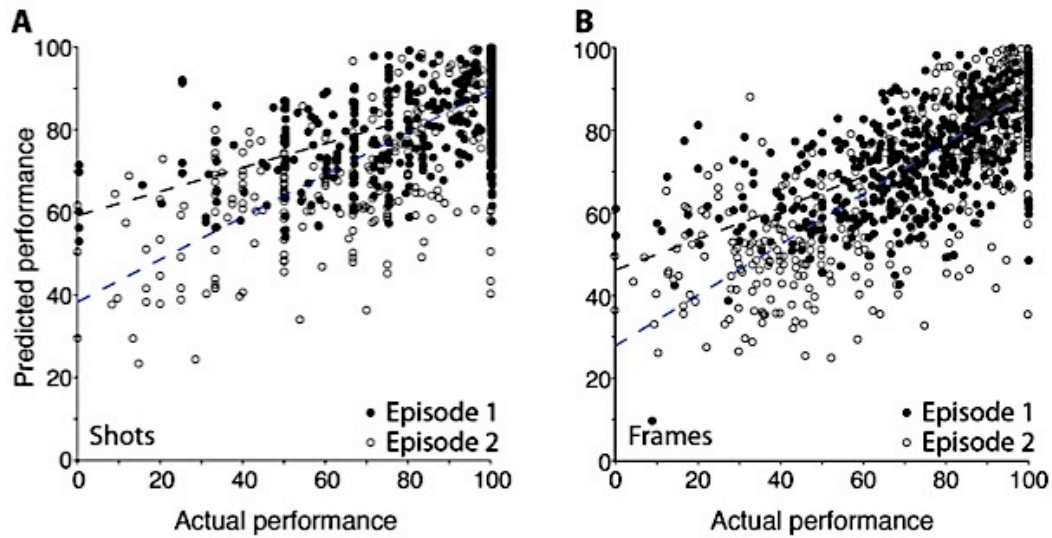 A
B
100
80
60
40
20
0
Predicted performance
Shots
Episode 1
Episode 2
0 20 40 60 80 100
Actual performance
100
80
60
40
20
0
Frames
Episode 1
Episode 2
0 20 40 60 80 100
Actual performance